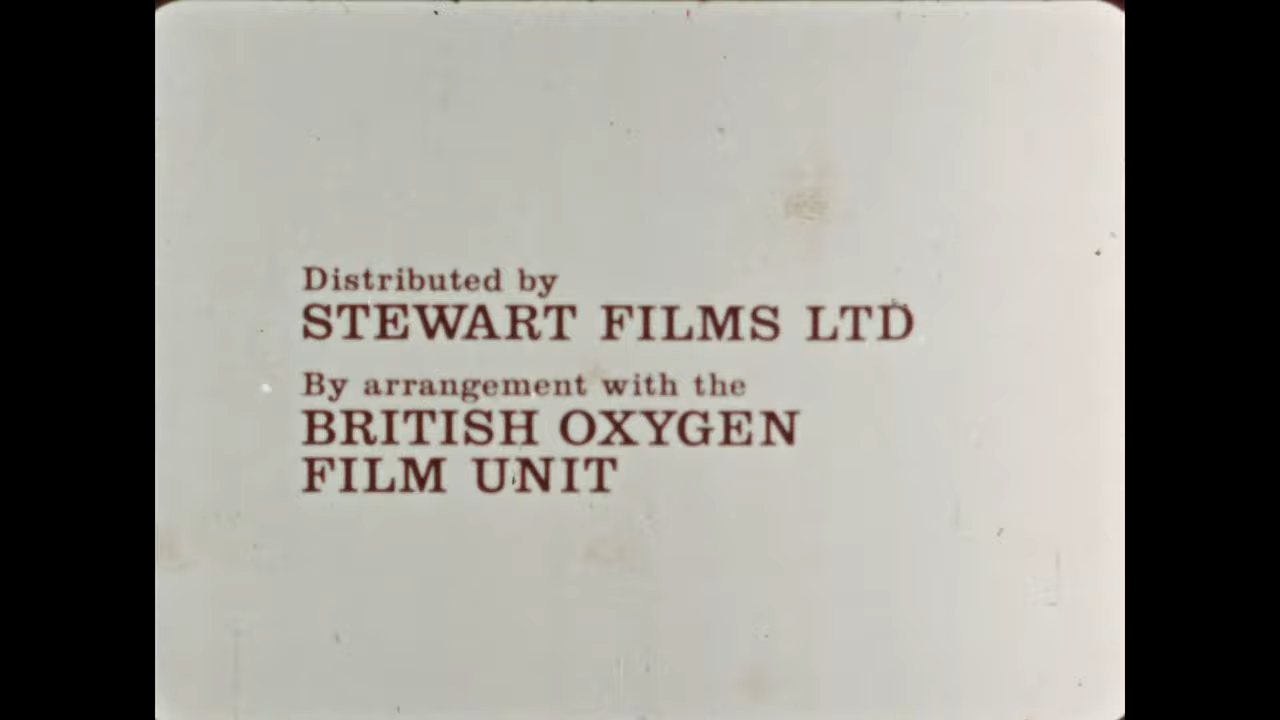 Distributed by
STEWART FILMS LTD
By arrangement with the
BRITISH OXYGEN
FILM UNIT